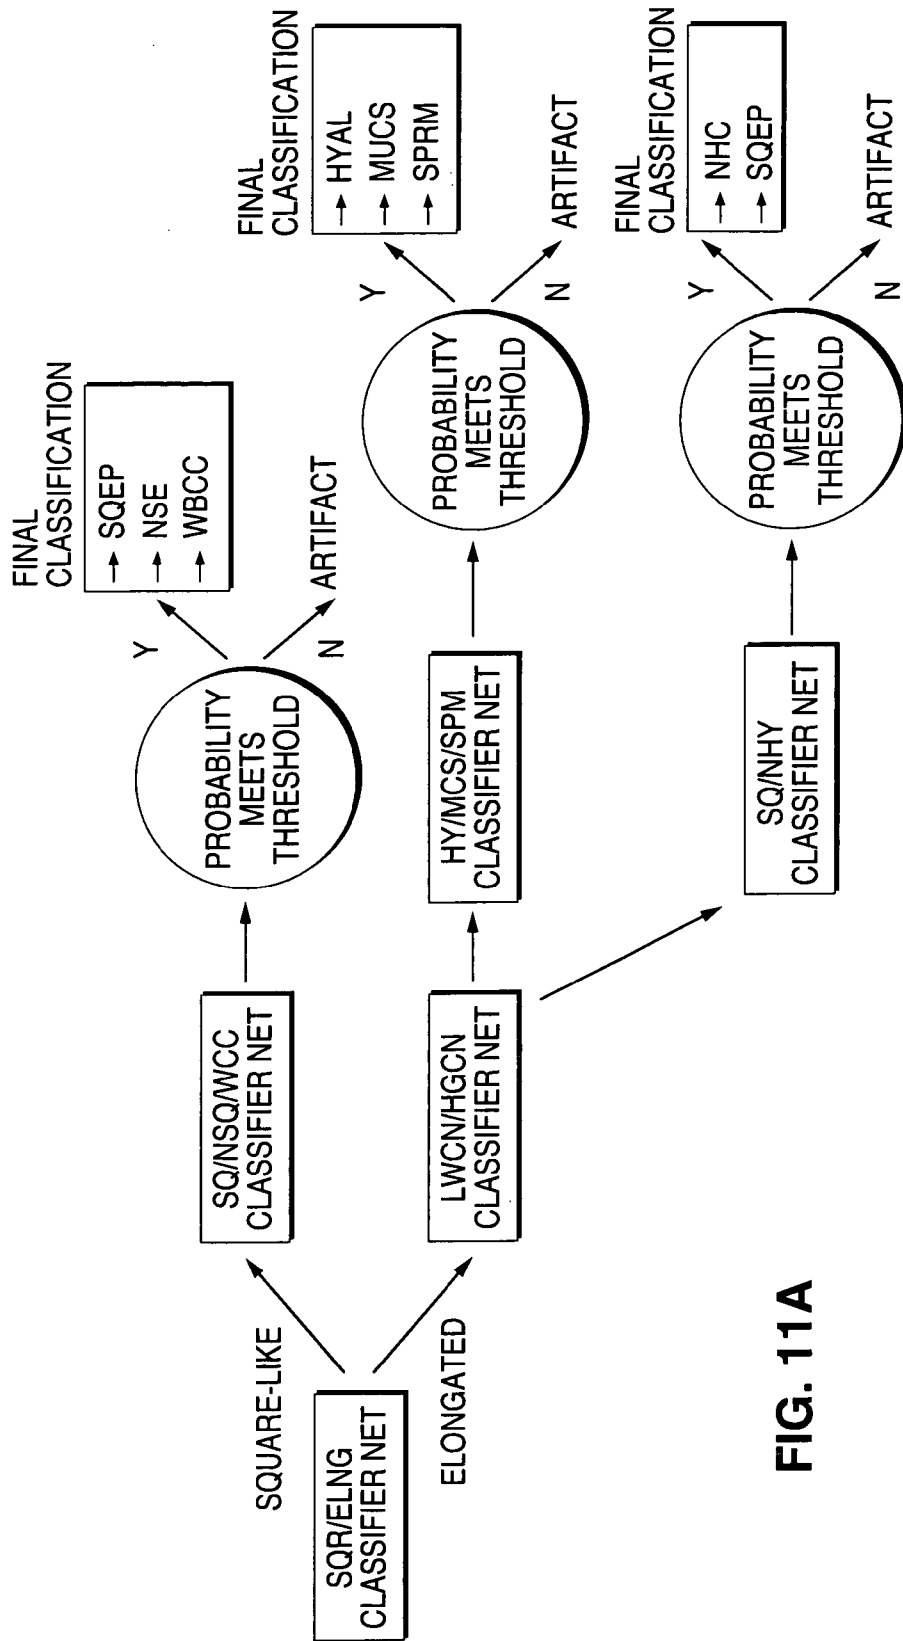 SQR/ELNG
CLASSIFIER NET
SQUARE-LIKE
ELONGATED
SQ/NSQ/WCC
CLASSIFIER NET
PROBABILITY
MEETS
THRESHOLD
Y
N
FINAL
CLASSIFICATION
→ SQEP
→ NSE
→ WBCC
ARTIFACT
LWCN/HGCN
CLASSIFIER NET
HY/MCS/SPM
CLASSIFIER NET
PROBABILITY
MEETS
THRESHOLD
Y
N
FINAL
CLASSIFICATION
→ HYAL
→ MUCS
→ SPRM
ARTIFACT
SQ/NHY
CLASSIFIER NET
PROBABILITY
MEETS
THRESHOLD
Y
N
FINAL
CLASSIFICATION
→ NHC
→ SQEP
ARTIFACT
FIG. 11A